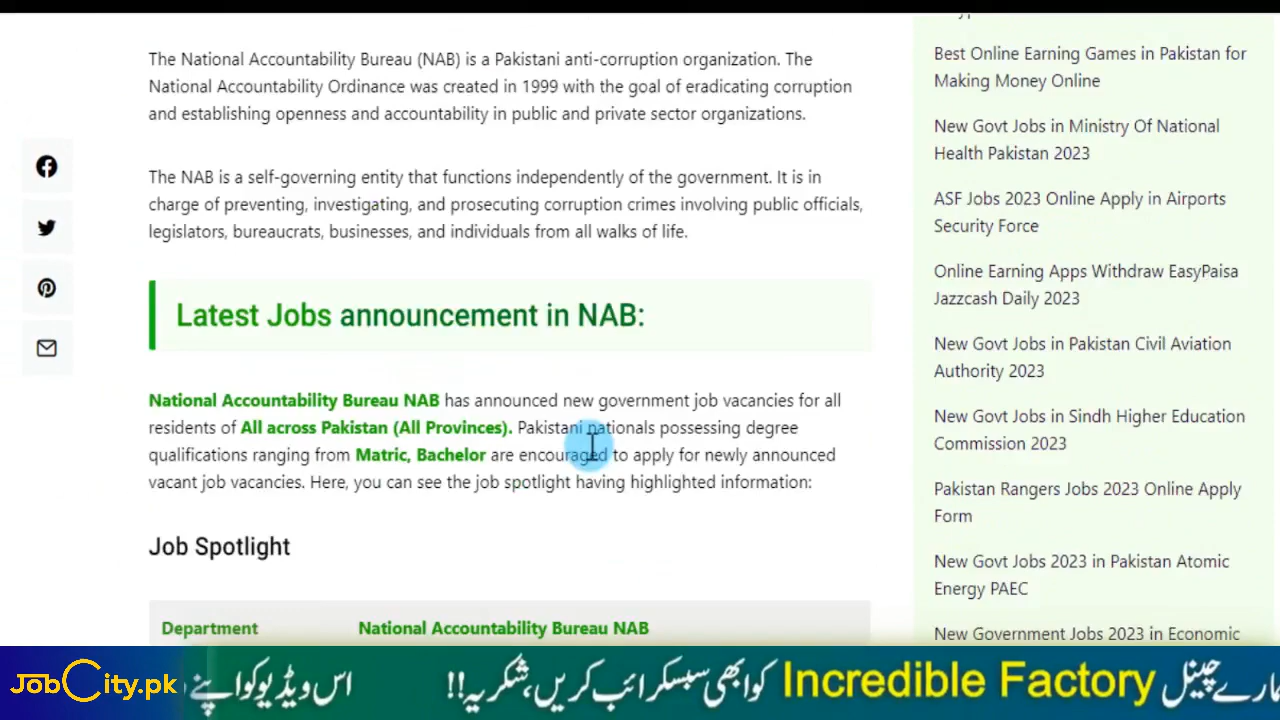 The National Accountability Bureau (NAB) is a Pakistani anti-corruption organization. The
National Accountability Ordinance was created in 1999 with the goal of eradicating corruption
and establishing openness and accountability in public and private sector organizations.
The NAB is a self-governing entity that functions independently of the government. It is in
charge of preventing, investigating, and prosecuting corruption crimes involving public officials,
legislators, bureaucrats, businesses, and individuals from all walks of life.
Latest Jobs announcement in NAB:
National Accountability Bureau NAB has announced new government job vacancies for all
residents of All across Pakistan (All Provinces). Pakistani nationals possessing degree
qualifications ranging from Matric, Bachelor are encouraged to apply for newly announced
vacant job vacancies. Here, you can see the job spotlight having highlighted information:
Job Spotlight
Department National Accountability Bureau NAB
Best Online Earning Games in Pakistan for
Making Money Online
New Govt Jobs in Ministry Of National
Health Pakistan 2023
ASF Jobs 2023 Online Apply in Airports
Security Force
Online Earning Apps Withdraw EasyPaisa
Jazzcash Daily 2023
New Govt Jobs in Pakistan Civil Aviation
Authority 2023
New Govt Jobs in Sindh Higher Education
Commission 2023
Pakistan Rangers Jobs 2023 Online Apply
Form
New Govt Jobs 2023 in Pakistan Atomic
Energy PAEC
New Government Jobs 2023 in Economic
JobCity.pk
چینل Incredible Factory کو ابھی سبسکرائب کریں، شکریہ!! اس ویڈیو کو اپنے